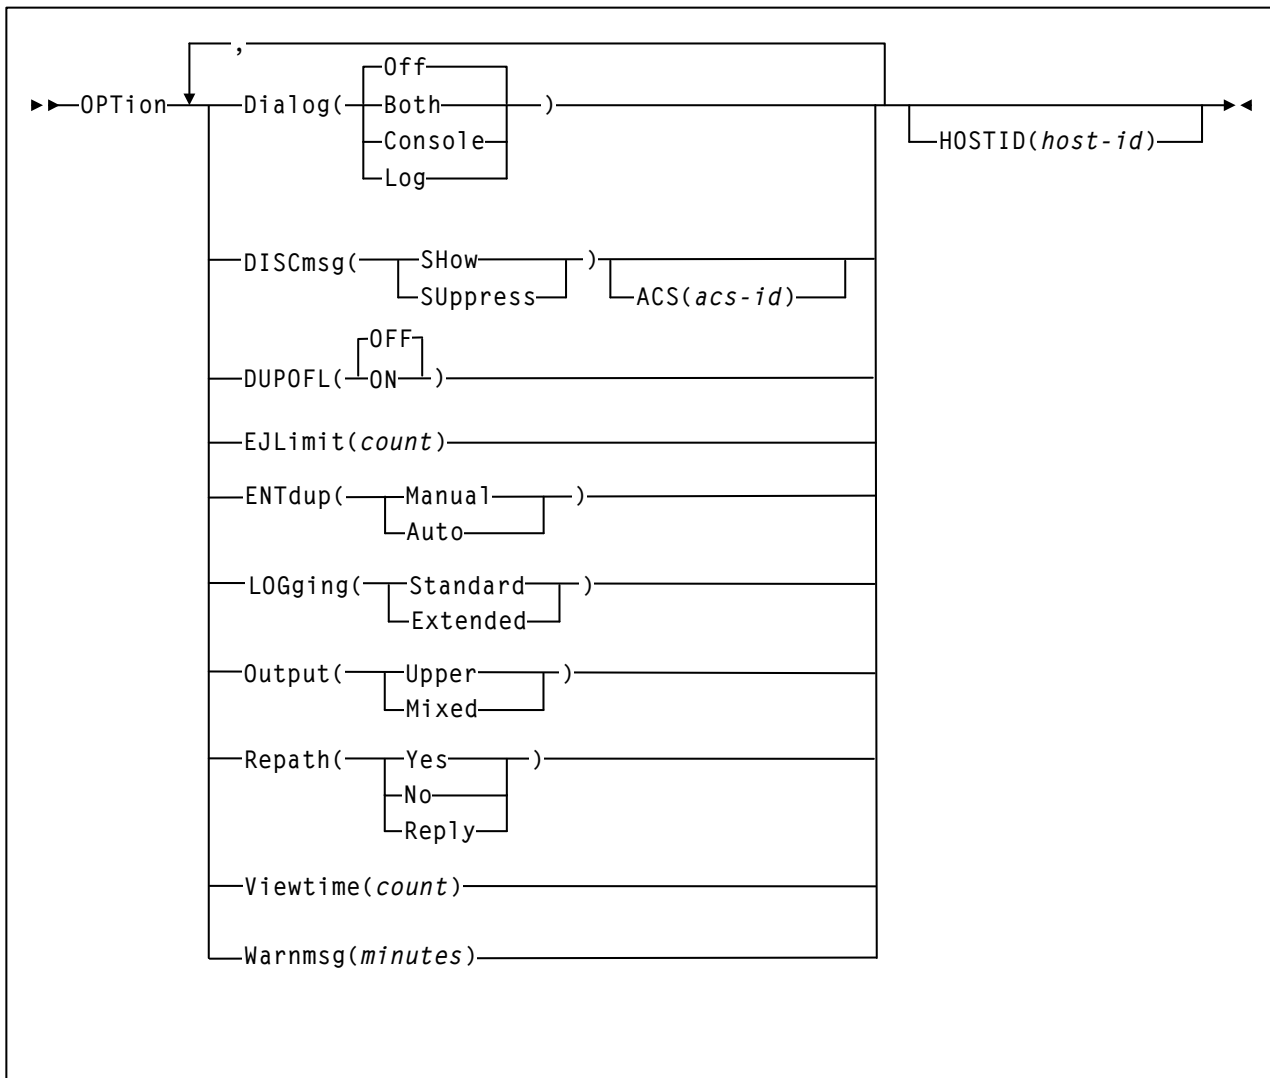 ,
Off
OPTion Dialog( Both )
Console
HOSTID(host-id)
Log
DISCmsg( SHow )
SUppress ACS(acs-id)
OFF
DUPOFL( ON )
EJLimit(count)
ENTdup( Manual )
Auto
LOGging( Standard )
Extended
Output( Upper )
Mixed
Repath( Yes )
No
Reply
Viewtime(count)
Warnmsg(minutes)